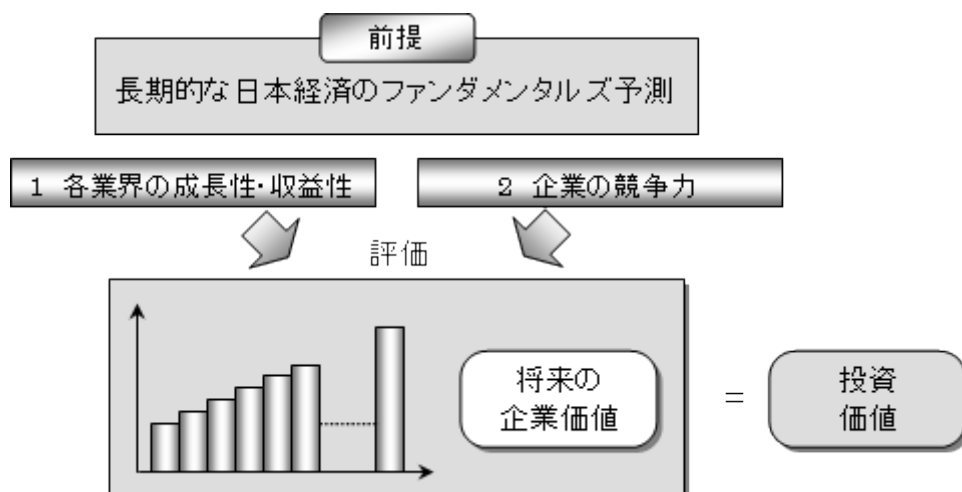 前提
長期的な日本経済のファンダメンタルズ予測
1 各業界の成長性・収益性
2 企業の競争力
評価
将来の
企業価値
=
投資
価値